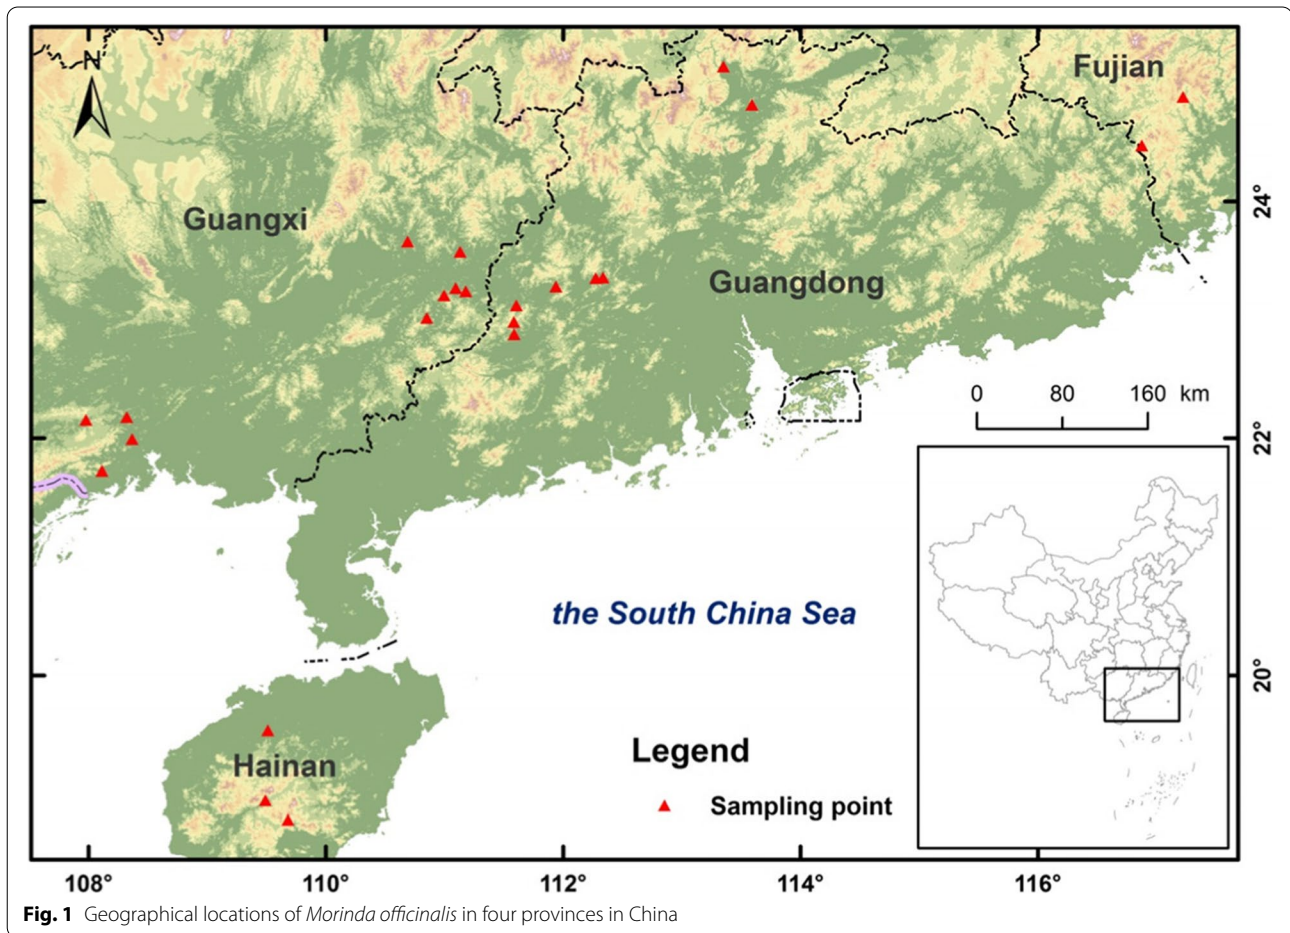 N
Fujian
Guangxi
24°
Guangdong
0 80 160 km
22°
the South China Sea
20°
Legend
Hainan
Sampling point
108° 110° 112° 114° 116°
Fig. 1 Geographical locations of Morinda officinalis in four provinces in China